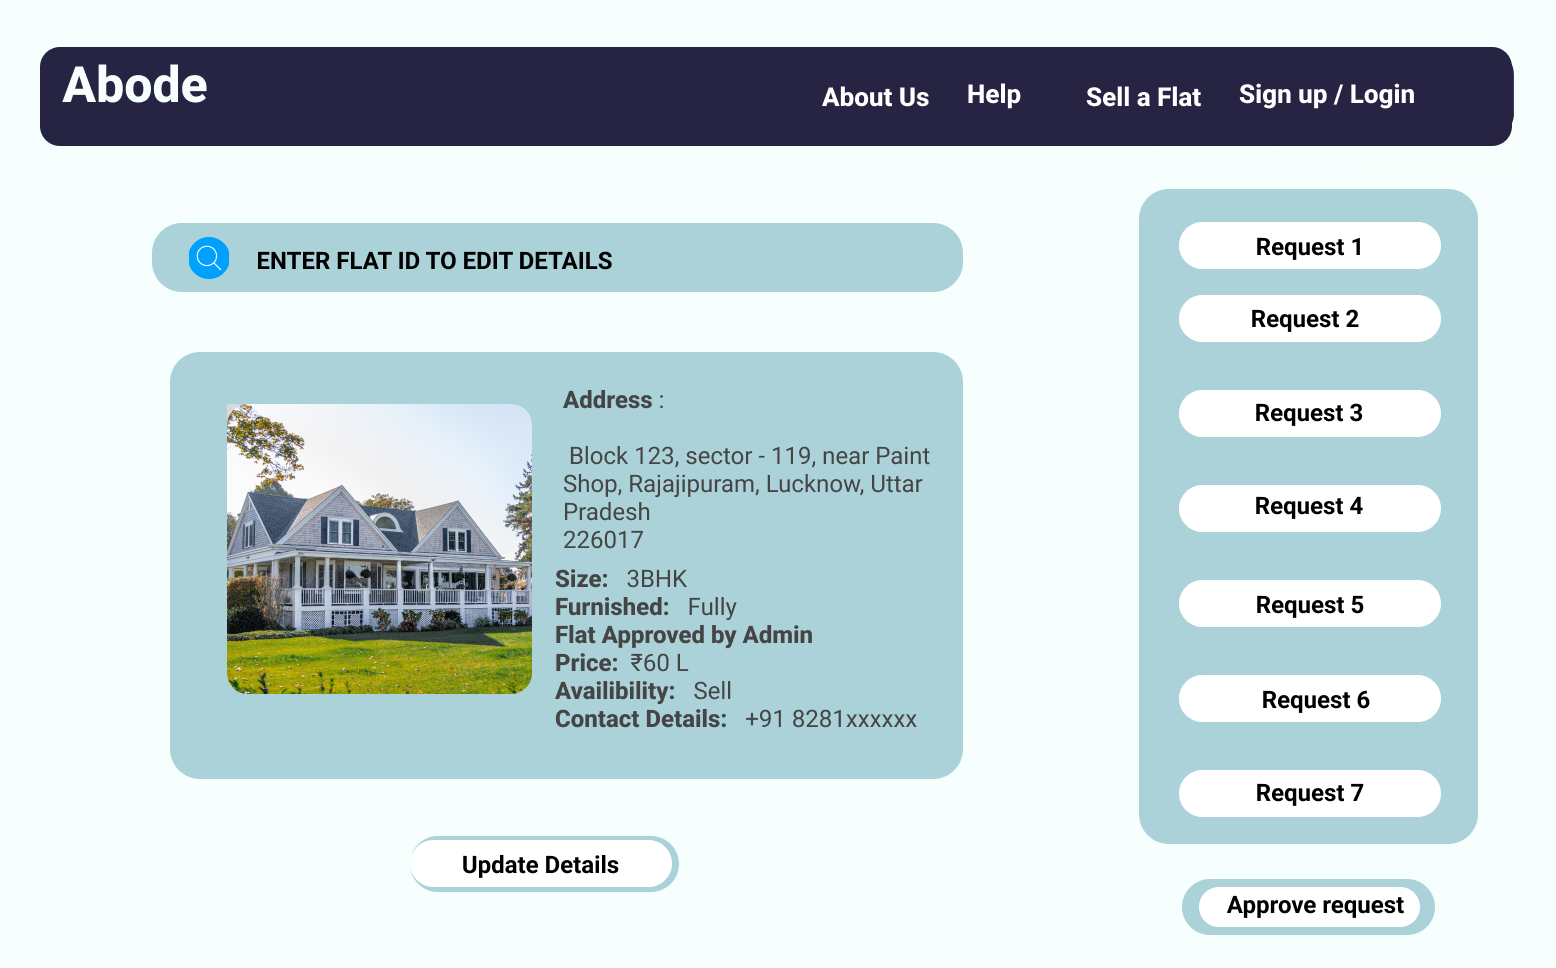 Abode
About Us
Help
Sell a Flat
Sign up / Login
ENTER FLAT ID TO EDIT DETAILS
Address :
Block 123, sector - 119, near Paint
Shop, Rajajipuram, Lucknow, Uttar
Pradesh
226017
Size: 3BHK
Furnished: Fully
Flat Approved by Admin
Price: ₹60 L
Availibility: Sell
Contact Details: +91 8281xxxxxx
Update Details
Request 1
Request 2
Request 3
Request 4
Request 5
Request 6
Request 7
Approve request